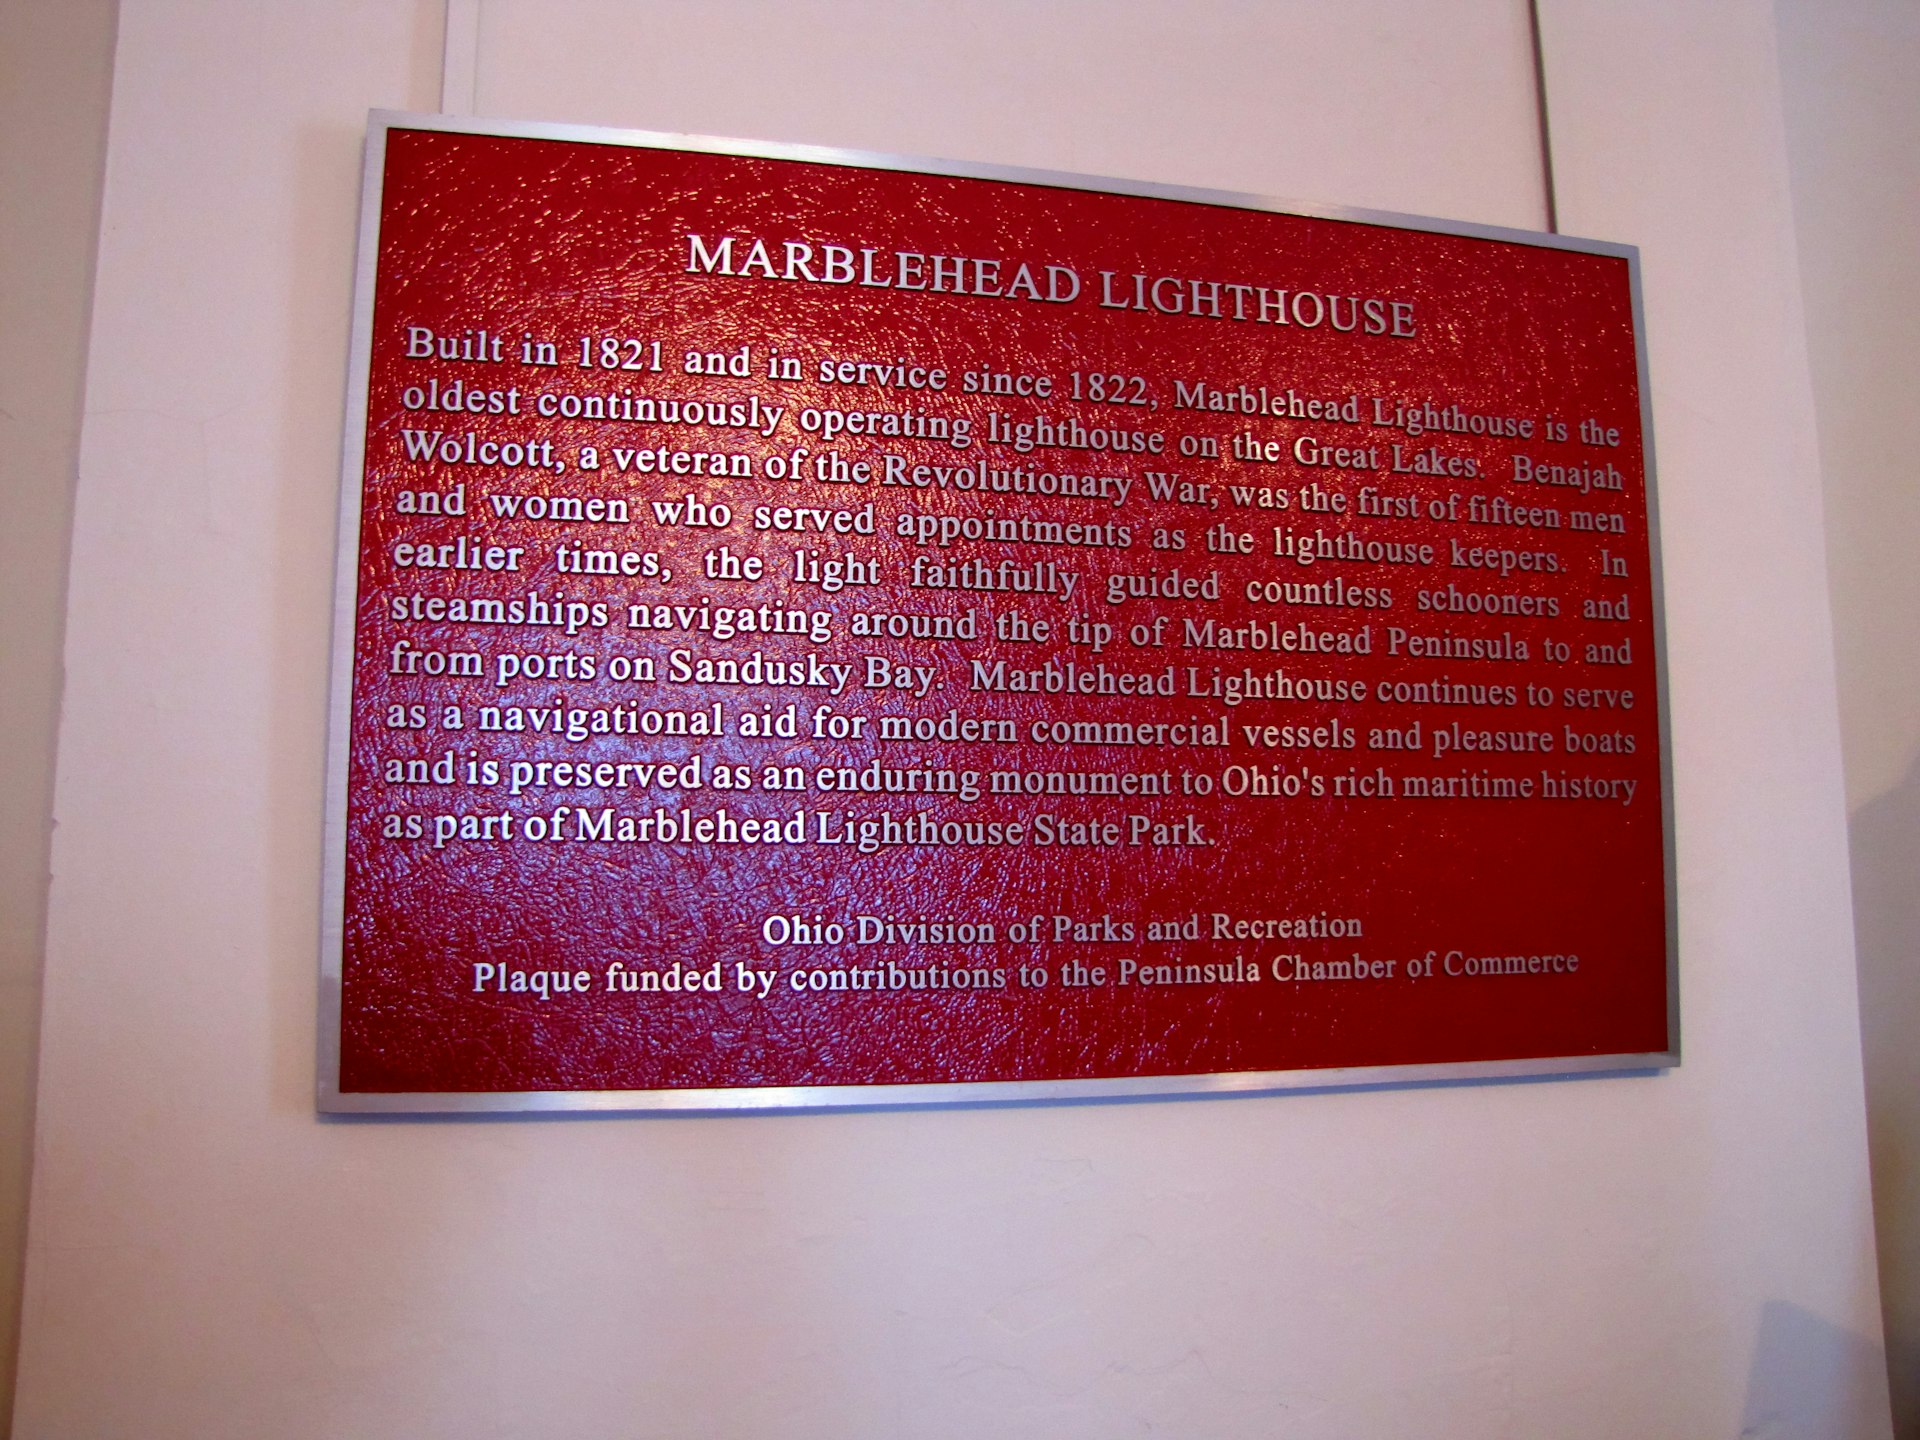 MARBLEHEAD LIGHTHOUSE
Built in 1821 and in service since 1822, Marblehead Lighthouse is the
oldest continuously operating lighthouse on the Great Lakes. Benajah
Wolcott, a veteran of the Revolutionary War, was the first of fifteen men
and women who served appointments as the lighthouse keepers. In
earlier times, the light faithfully guided countless schooners and
steamships navigating around the tip of Marblehead Peninsula to and
from ports on Sandusky Bay. Marblehead Lighthouse continues to serve
as a navigational aid for modern commercial vessels and pleasure boats
and is preserved as an enduring monument to Ohio's rich maritime history
as part of Marblehead Lighthouse State Park.
Ohio Division of Parks and Recreation
Plaque funded by contributions to the Peninsula Chamber of Commerce